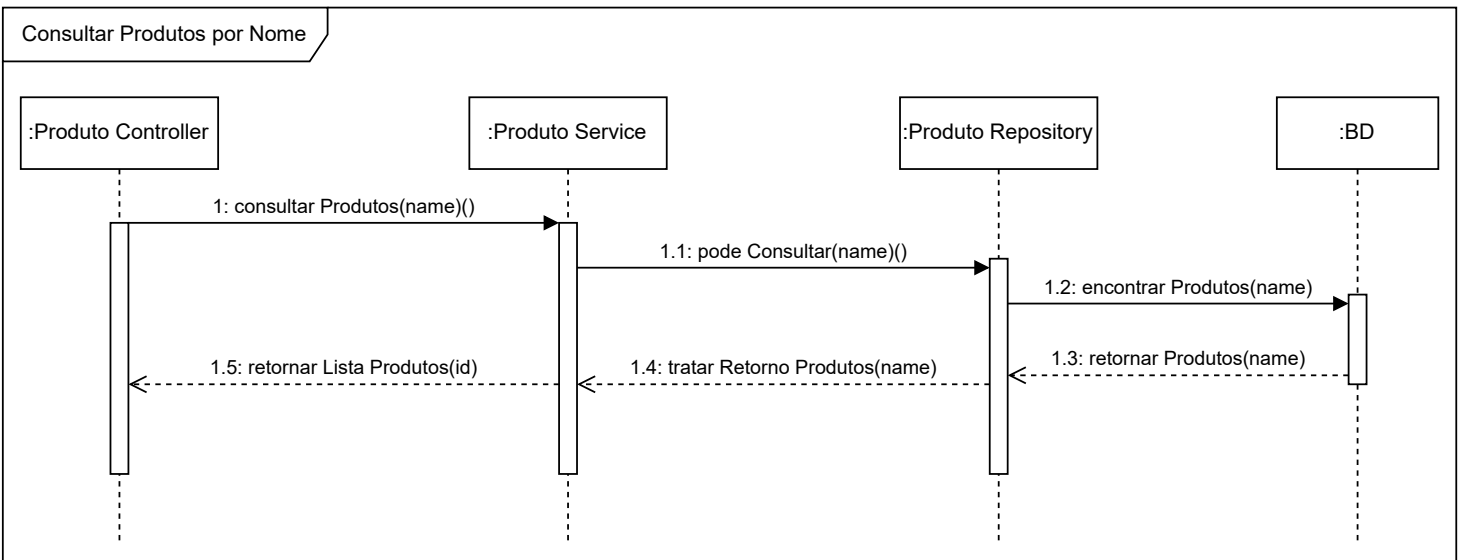 Consultar Produtos por Nome
:Produto Controller
:Produto Service
:Produto Repository
:BD
1: consultar Produtos(name)()
1.1: pode Consultar(name)()
1.2: encontrar Produtos(name)
1.3: retornar Produtos(name)
1.4: tratar Retorno Produtos(name)
1.5: retornar Lista Produtos(id)